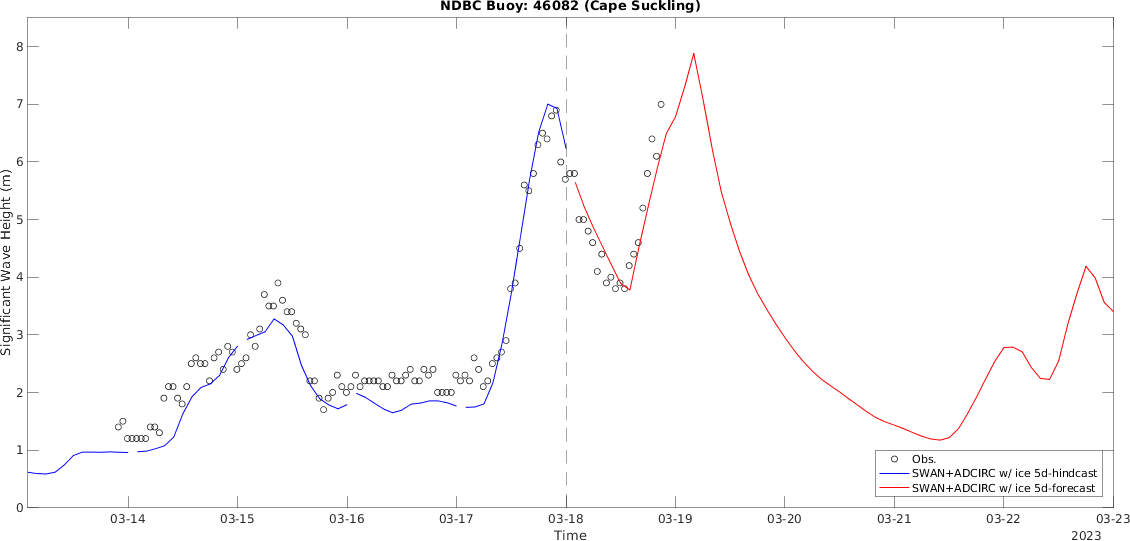 NDBC Buoy: 46082 (Cape Suckling)
Significant Wave Height (m)
8
7
6
5
4
3
2
1
0
Obs.
SWAN+ADCIRC w/ ice 5d-hindcast
SWAN+ADCIRC w/ ice 5d-forecast
03-14 03-15 03-16 03-17 03-18 03-19 03-20 03-21 03-22 03-23
Time
2023